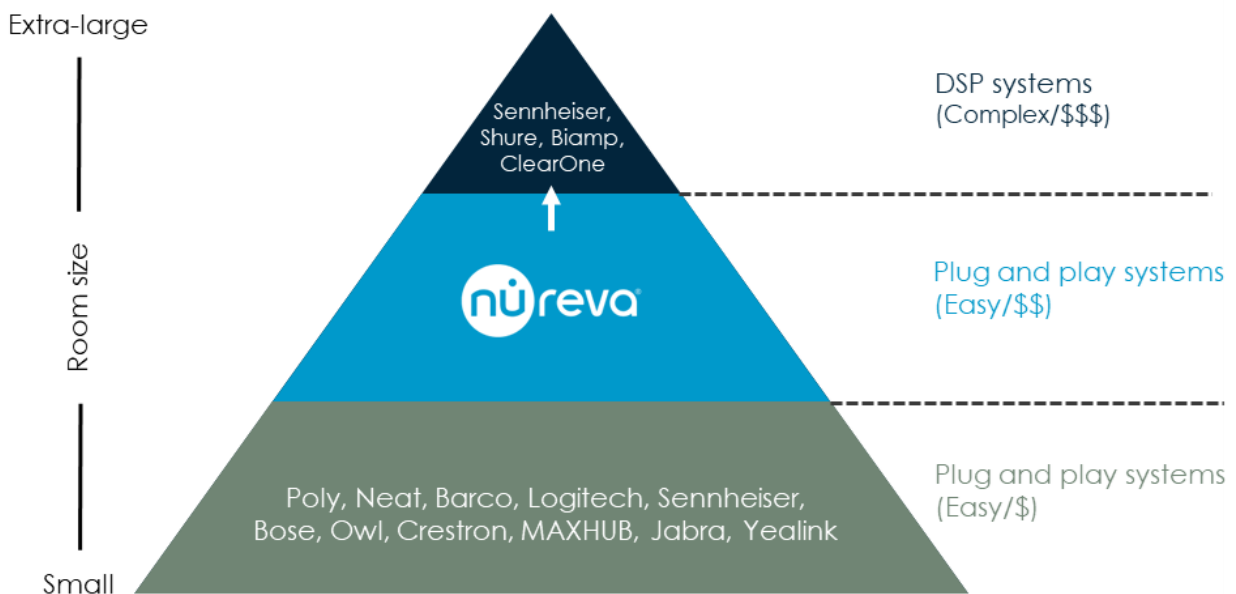 Extra-large
Room size
Small
Sennheiser,
Shure, Biamp,
ClearOne
DSP systems
(Complex/$$$)
nureva®
Plug and play systems
(Easy/$$)
Poly, Neat, Barco, Logitech, Sennheiser,
Bose, Owl, Crestron, MAXHUB, Jabra, Yealink
Plug and play systems
(Easy/$)